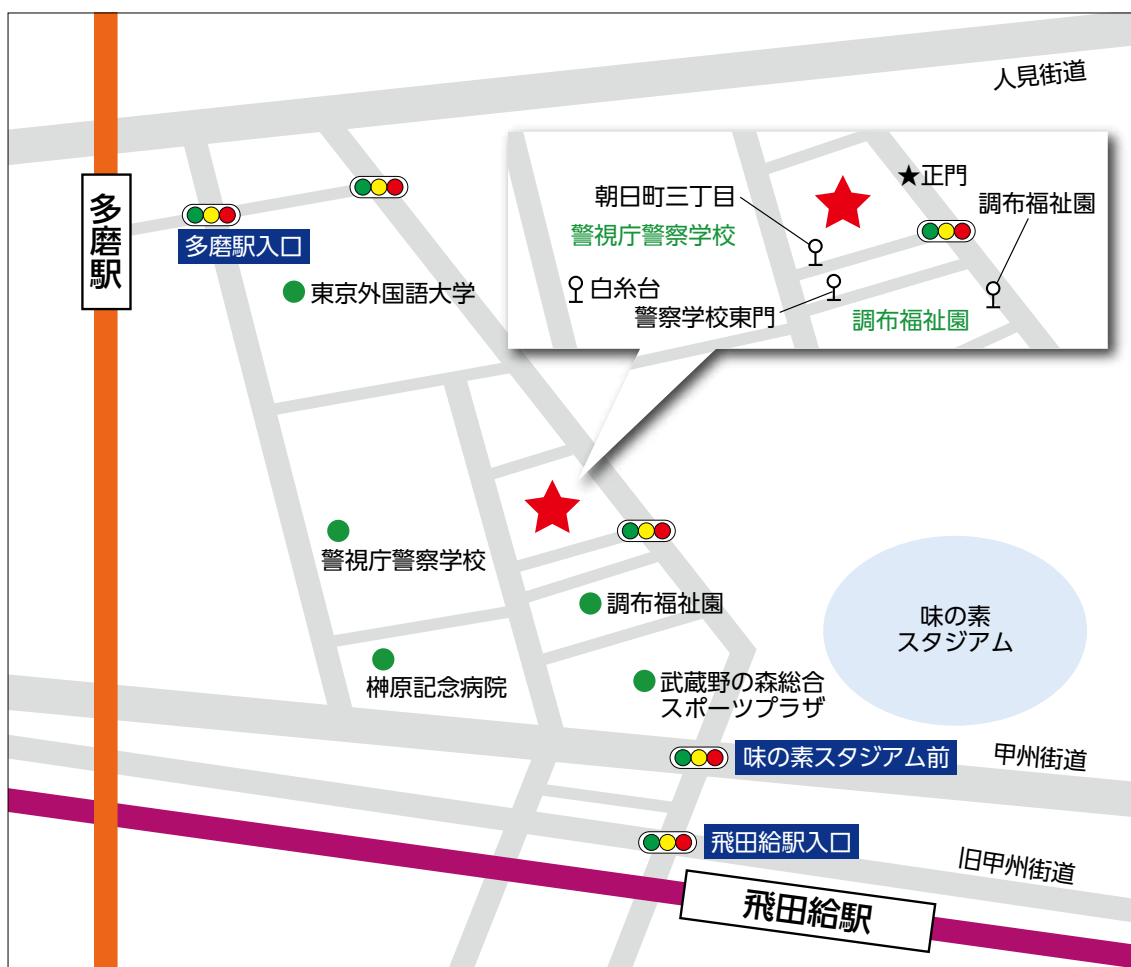 人見街道
多磨駅
多磨駅入口
東京外国語大学
★正門
朝日町三丁目
調布福祉園
警視庁警察学校
白糸台
警察学校東門
調布福祉園
警視庁警察学校
調布福祉園
味の素
スタジアム
榊原記念病院
武蔵野の森総合
スポーツプラザ
味の素スタジアム前
甲州街道
飛田給駅入口
旧甲州街道
飛田給駅